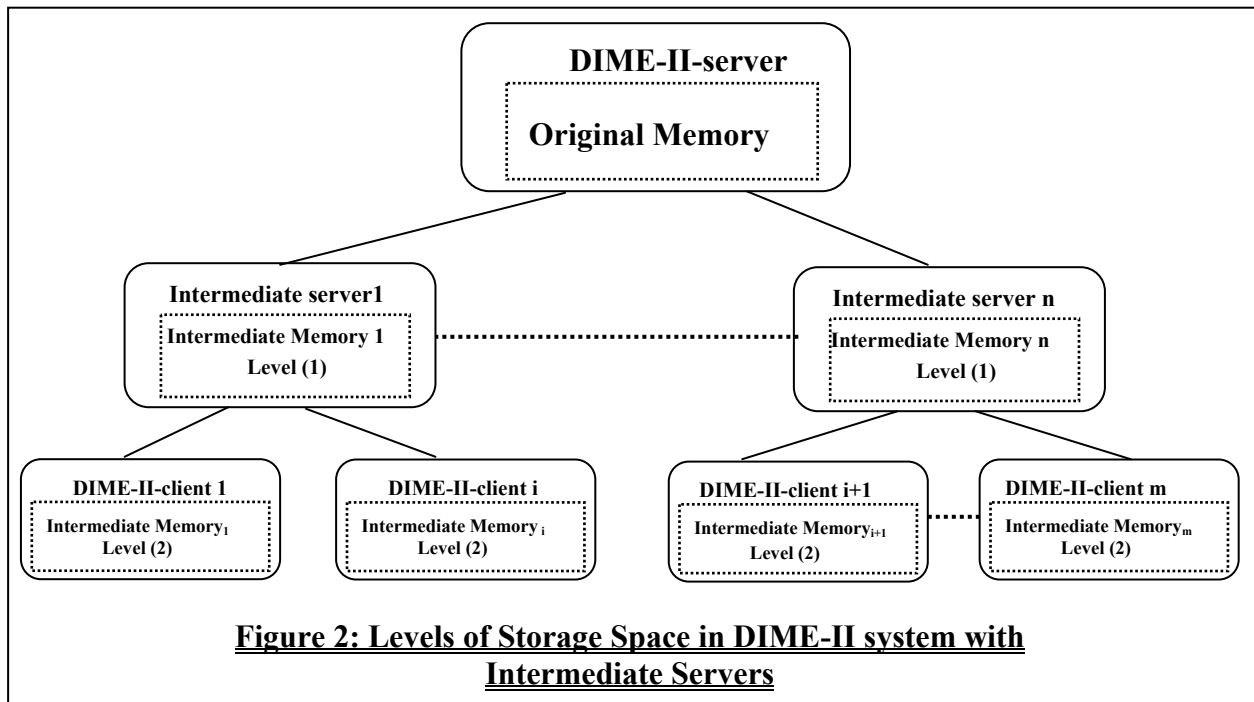 DIME-II-server
Original Memory
Intermediate server1
Intermediate Memory 1
Level (1)
Intermediate server n
Intermediate Memory n
Level (1)
DIME-II-client 1
Intermediate Memory1
Level (2)
DIME-II-client i
Intermediate Memory i
Level (2)
DIME-II-client i+1
Intermediate Memoryi+1
Level (2)
DIME-II-client m
Intermediate Memorym
Level (2)
Figure 2: Levels of Storage Space in DIME-II system with
Intermediate Servers